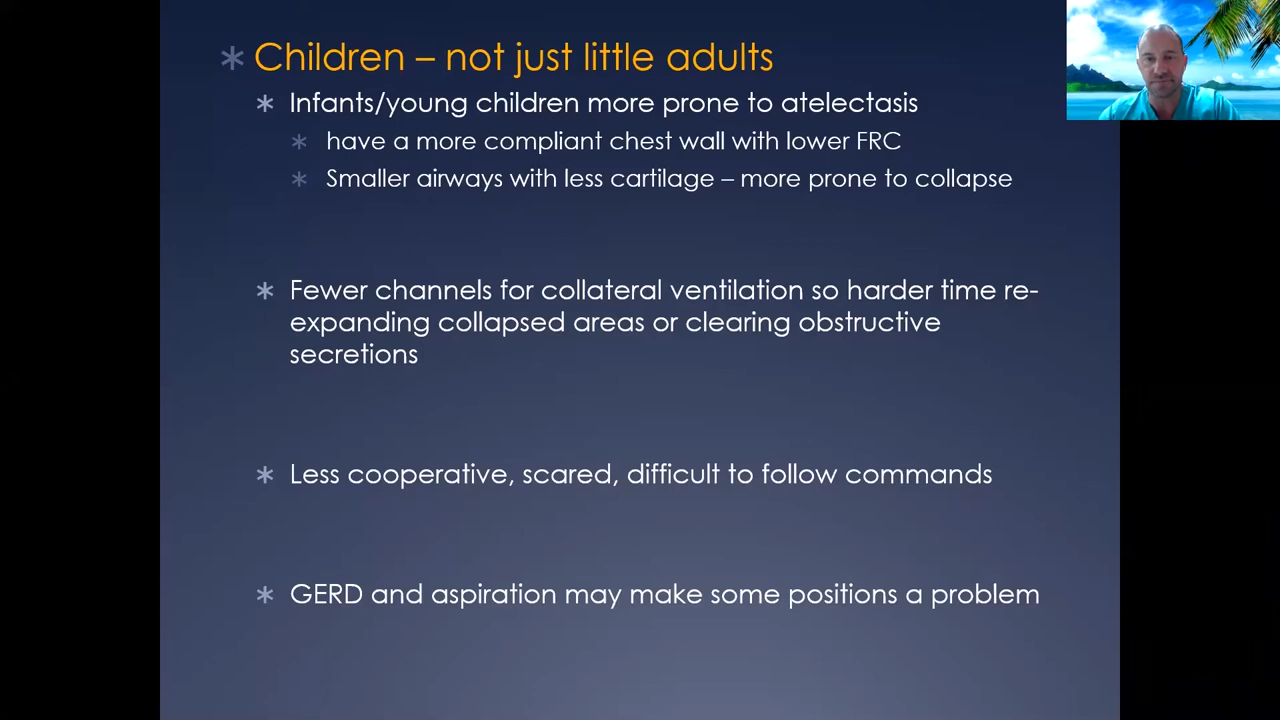 Children – not just little adults
Infants/young children more prone to atelectasis
have a more compliant chest wall with lower FRC
Smaller airways with less cartilage – more prone to collapse
Fewer channels for collateral ventilation so harder time re-
expanding collapsed areas or clearing obstructive
secretions
Less cooperative, scared, difficult to follow commands
GERD and aspiration may make some positions a problem